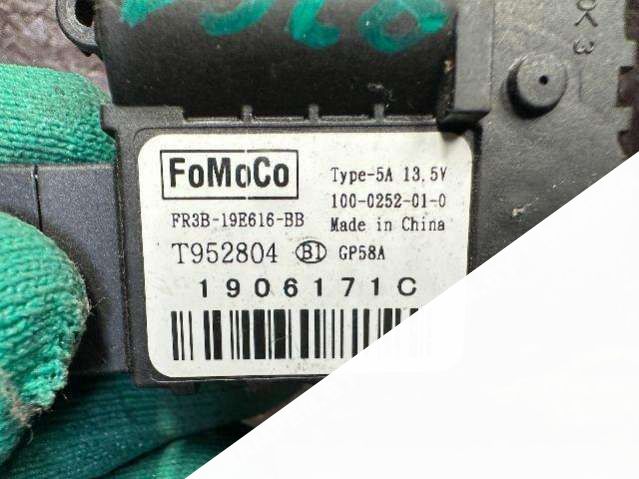 K 3
FoMoCo
Type-5A 13,5V
100-0252-01-0
FR3B-19E616-BB
Made in China
T952804 B1 GP58A
1906171C